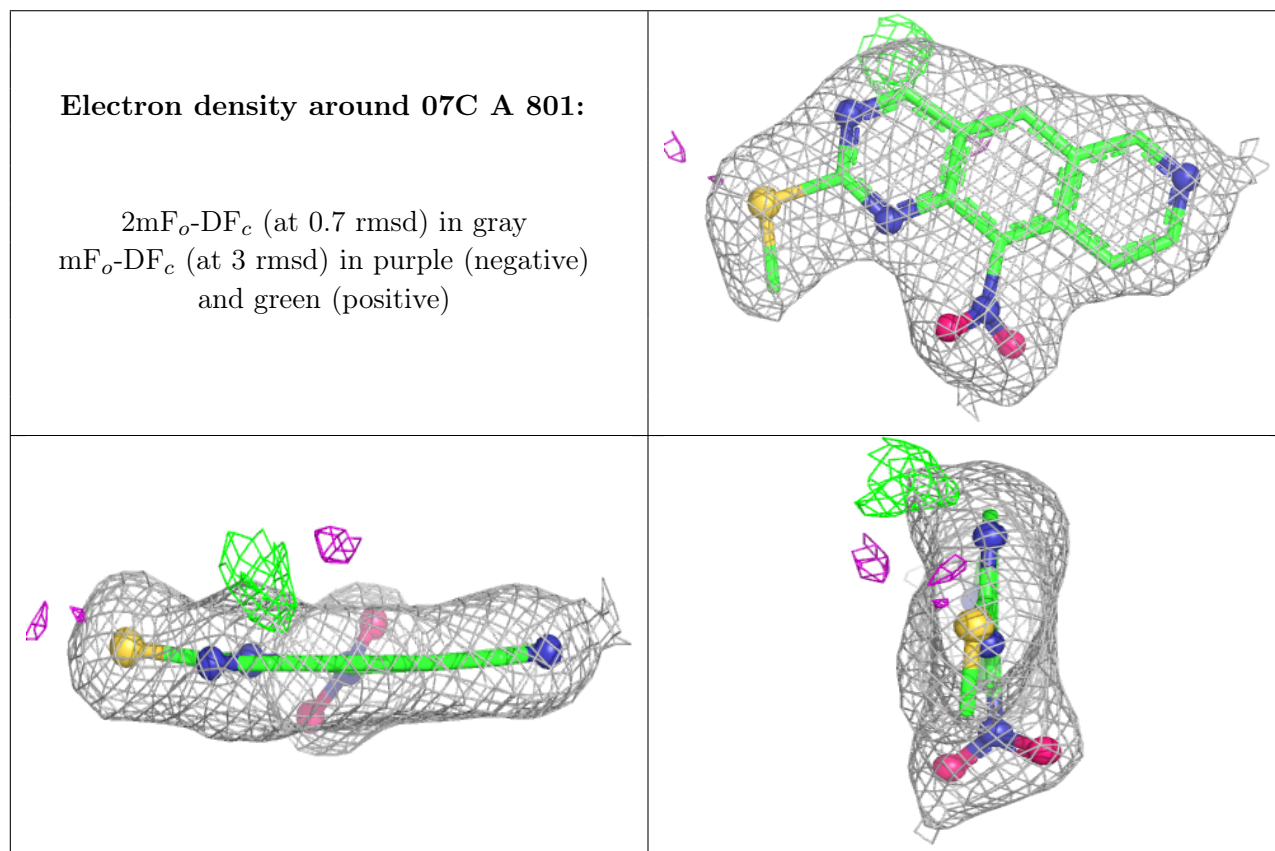 Electron density around 07C A 801:
2mFₒ-DF𝒸 (at 0.7 rmsd) in gray
mFₒ-DF𝒸 (at 3 rmsd) in purple (negative)
and green (positive)